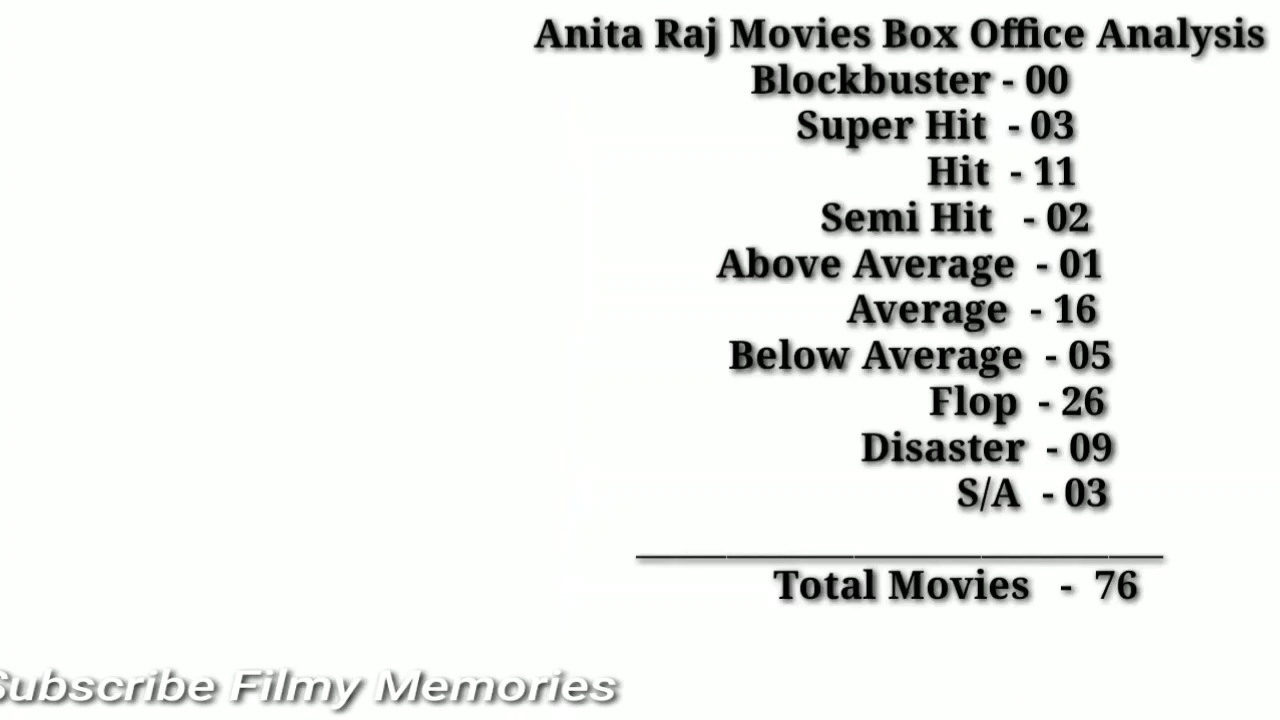 Anita Raj Movies Box Office Analysis
Blockbuster - 00
Super Hit - 03
Hit - 11
Semi Hit - 02
Above Average - 01
Average - 16
Below Average - 05
Flop - 26
Disaster - 09
S/A - 03
Total Movies - 76
Subscribe Filmy Memories